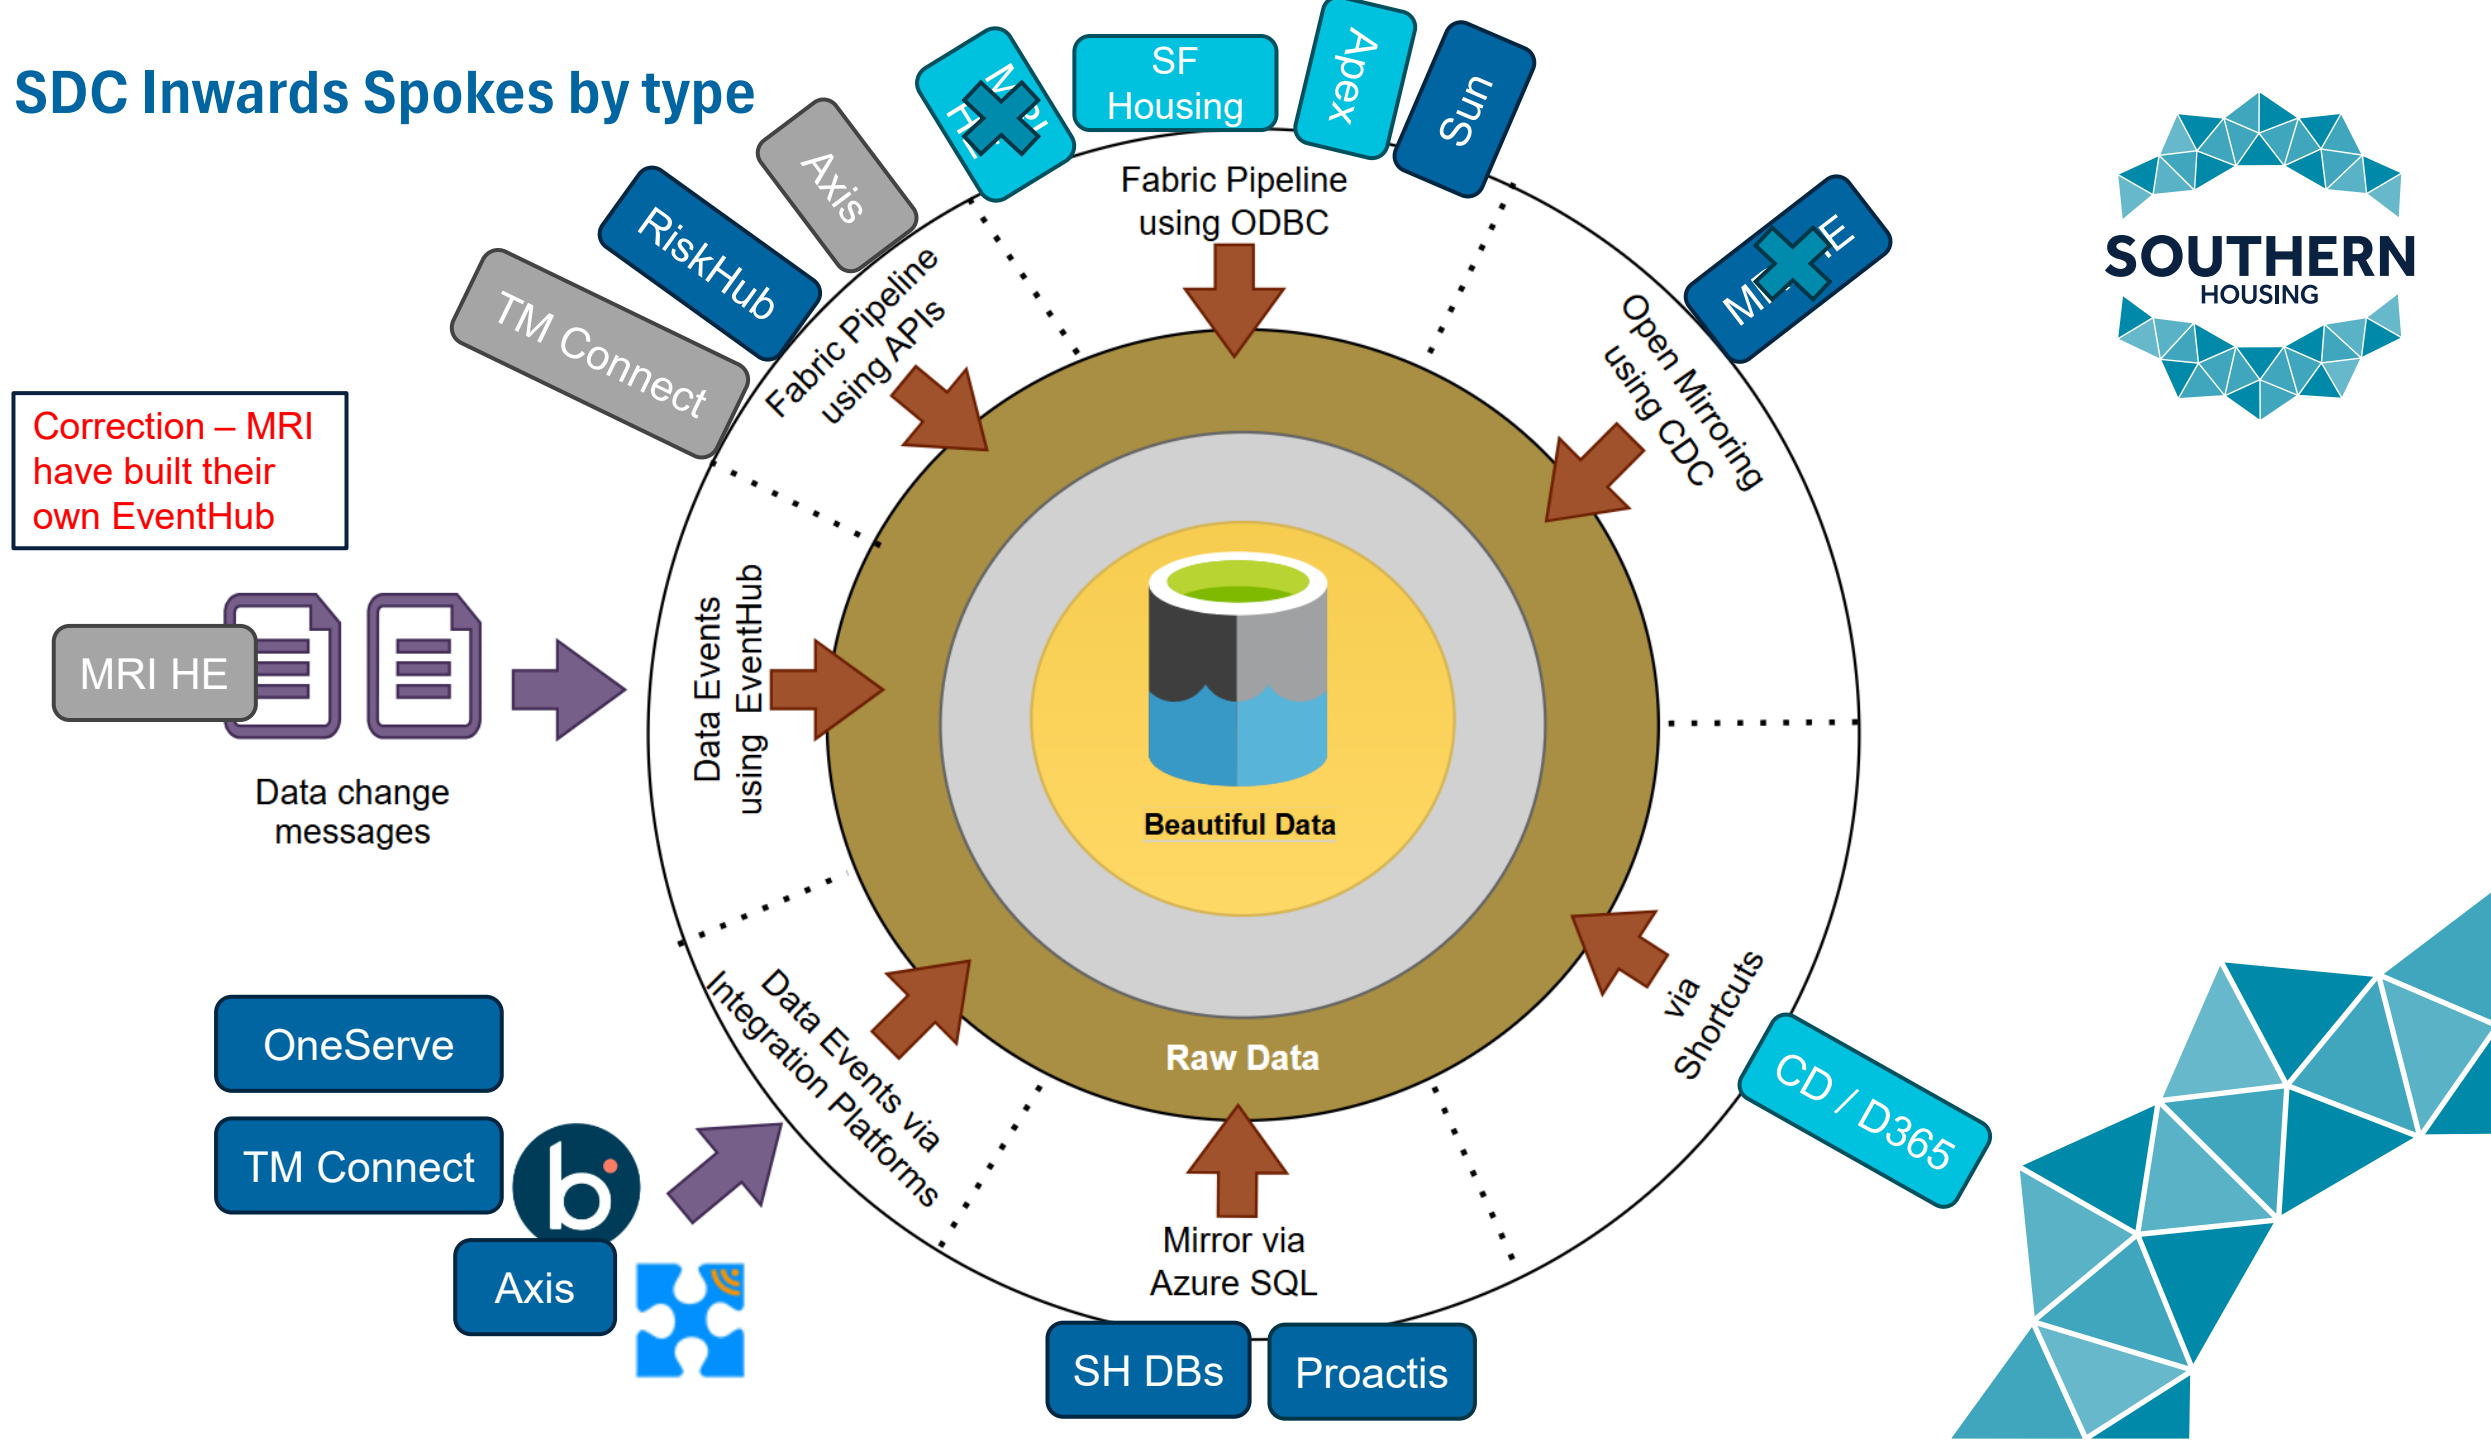 SDC Inwards Spokes by type
SF
Housing
Apex
Sun
Axis
RiskHub
TM Connect
Fabric Pipeline
using ODBC
Fabric Pipeline
using APIs
Open Mirroring
using CDC
SOUTHERN
HOUSING
Correction – MRI
have built their
own EventHub
MRI HE
Data change
messages
Data Events
using EventHub
Beautiful Data
Raw Data
via
Shortcuts
CD / D365
Data Events via
Integration Platforms
OneServe
TM Connect
b
Axis
Mirror via
Azure SQL
SH DBs
Proactis